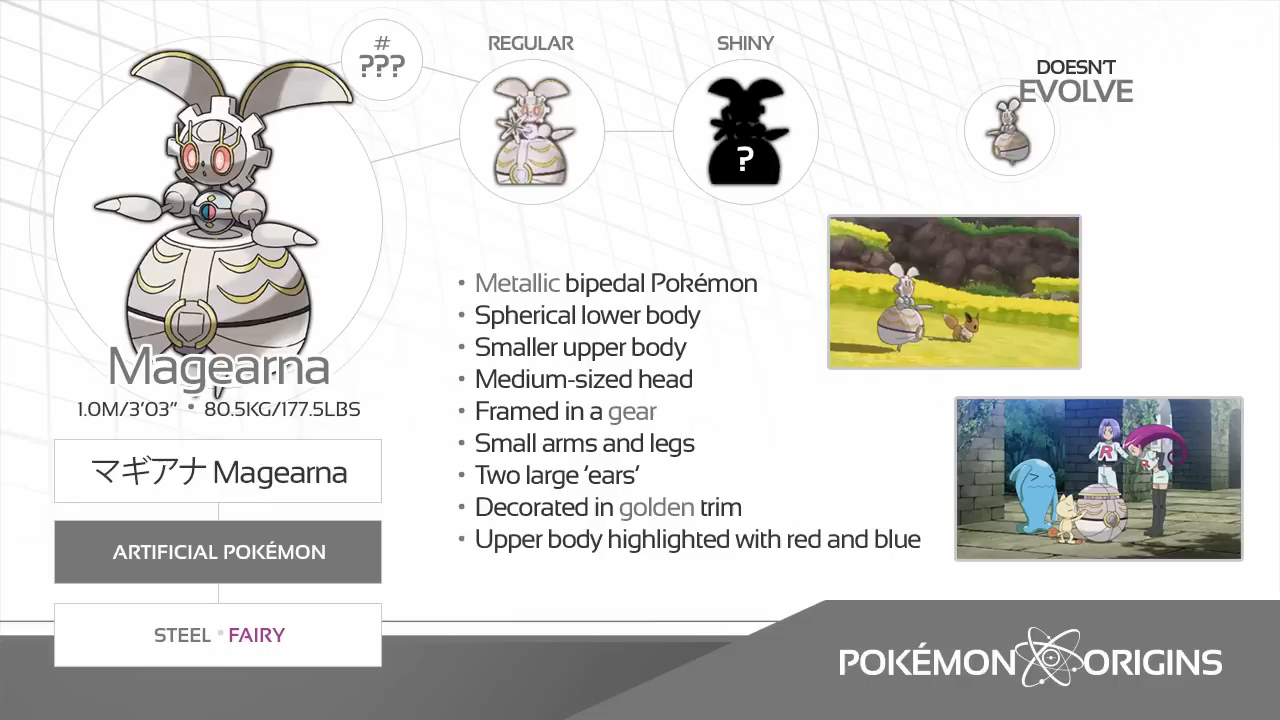 #
???
REGULAR
SHINY
?
DOESN'T
EVOLVE
Magearna
1.0M/3'03" • 80.5KG/177.5LBS
マギアナ Magearna
ARTIFICIAL POKÉMON
STEEL • FAIRY
• Metallic bipedal Pokémon
• Spherical lower body
• Smaller upper body
• Medium-sized head
• Framed in a gear
• Small arms and legs
• Two large ‘ears’
• Decorated in golden trim
• Upper body highlighted with red and blue
R
R
POKÉMON ORIGINS